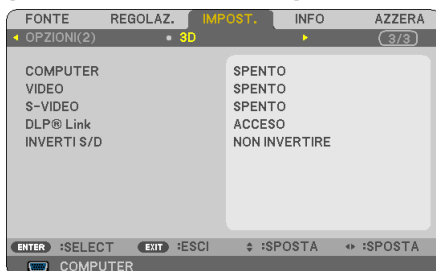 FONTE REGOLAZ. IMPOST. INFO AZZERA
OPZIONI(2) 3D 3/3
COMPUTER SPENTO
VIDEO SPENTO
S-VIDEO SPENTO
DLP® Link ACCESO
INVERTI S/D NON INVERTIRE
ENTER :SELECT EXIT :ESCI :SPOSTA :SPOSTA
COMPUTER